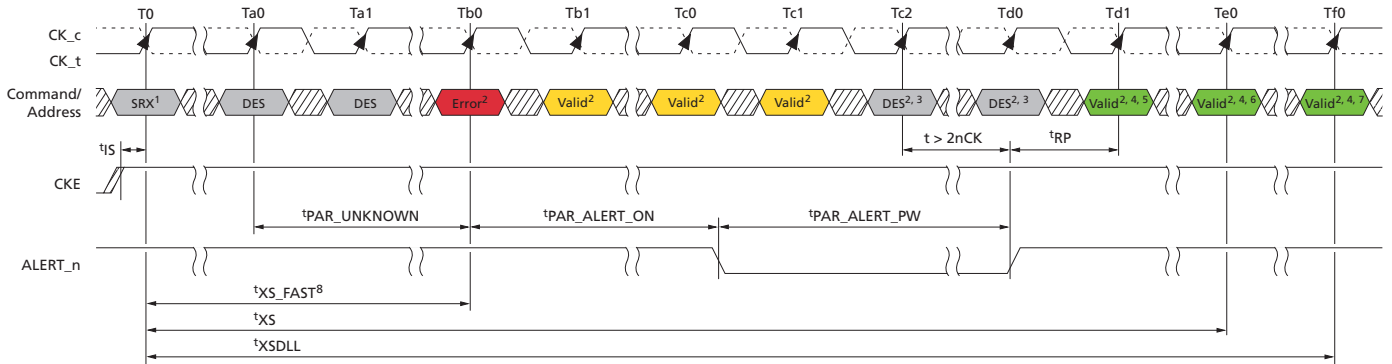 T0 Ta0 Ta1 Tb0 Tb1 Tc0 Tc1 Tc2 Td0 Td1 Te0 Tf0
CK_c
CK_t
Command/
Address
SRX1 DES DES Error2 Valid2 Valid2 Valid2 DES2, 3 DES2, 3 Valid2, 4, 5 Valid2, 4, 6 Valid2, 4, 7
tIS t > 2nCK tRP
CKE
tPAR_UNKNOWN tPAR_ALERT_ON tPAR_ALERT_PW
ALERT_n
tXS_FAST8
tXS
tXSDLL